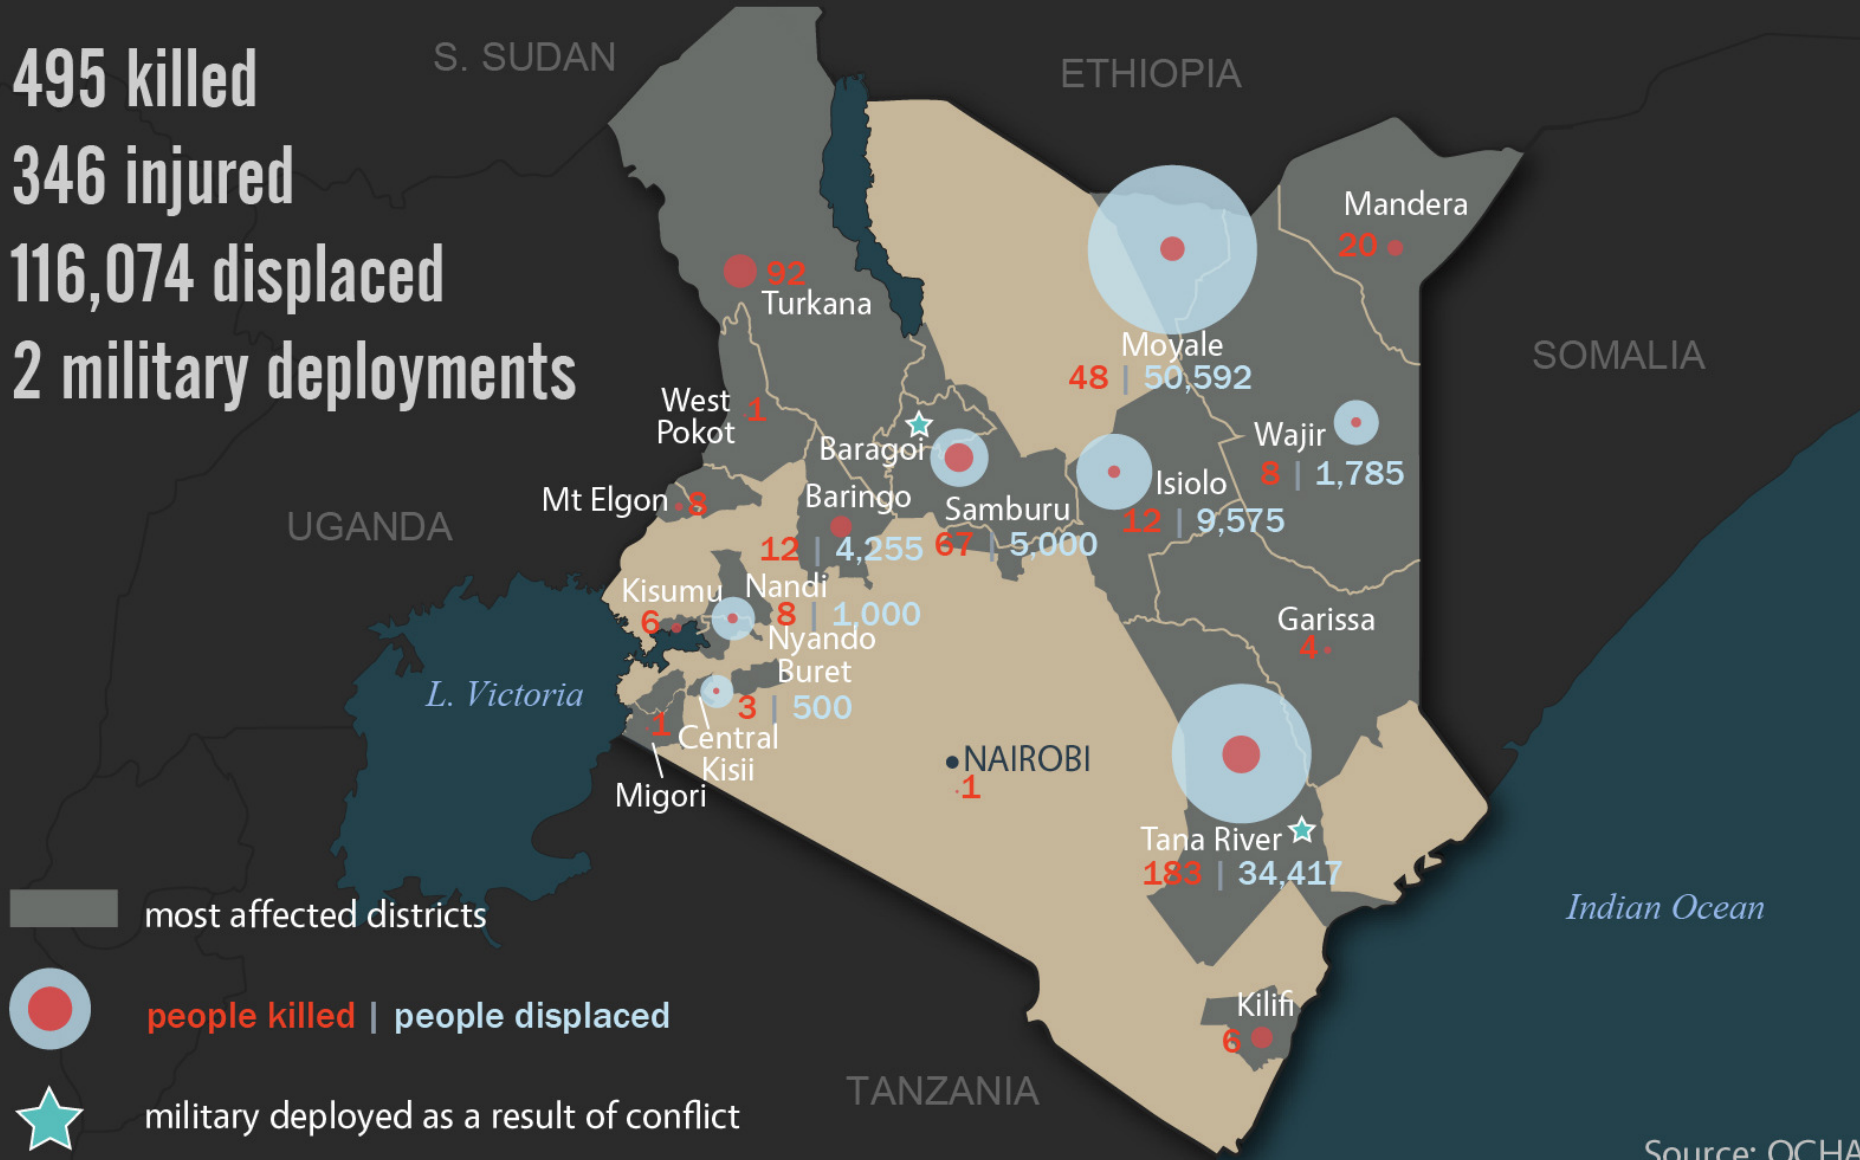 495 killed
346 injured
116,074 displaced
2 military deployments
S. SUDAN
ETHIOPIA
SOMALIA
UGANDA
TANZANIA
L. Victoria
Indian Ocean
Mandera
20
92
Turkana
Moyale
48 | 50,592
West
Pokot
1
Baragoi
Wajir
8 | 1,785
Mt Elgon
8
Baringo
12 | 4,255
Samburu
67 | 5,000
Isiolo
12 | 9,575
Kisumu
6
Nandi
8 | 1,000
Nyando
Buret
3 | 500
Central
Kisii
1
Migori
Garissa
4
NAIROBI
1
Tana River
183 | 34,417
Kilifi
6
most affected districts
people killed | people displaced
military deployed as a result of conflict
Source: OCHA